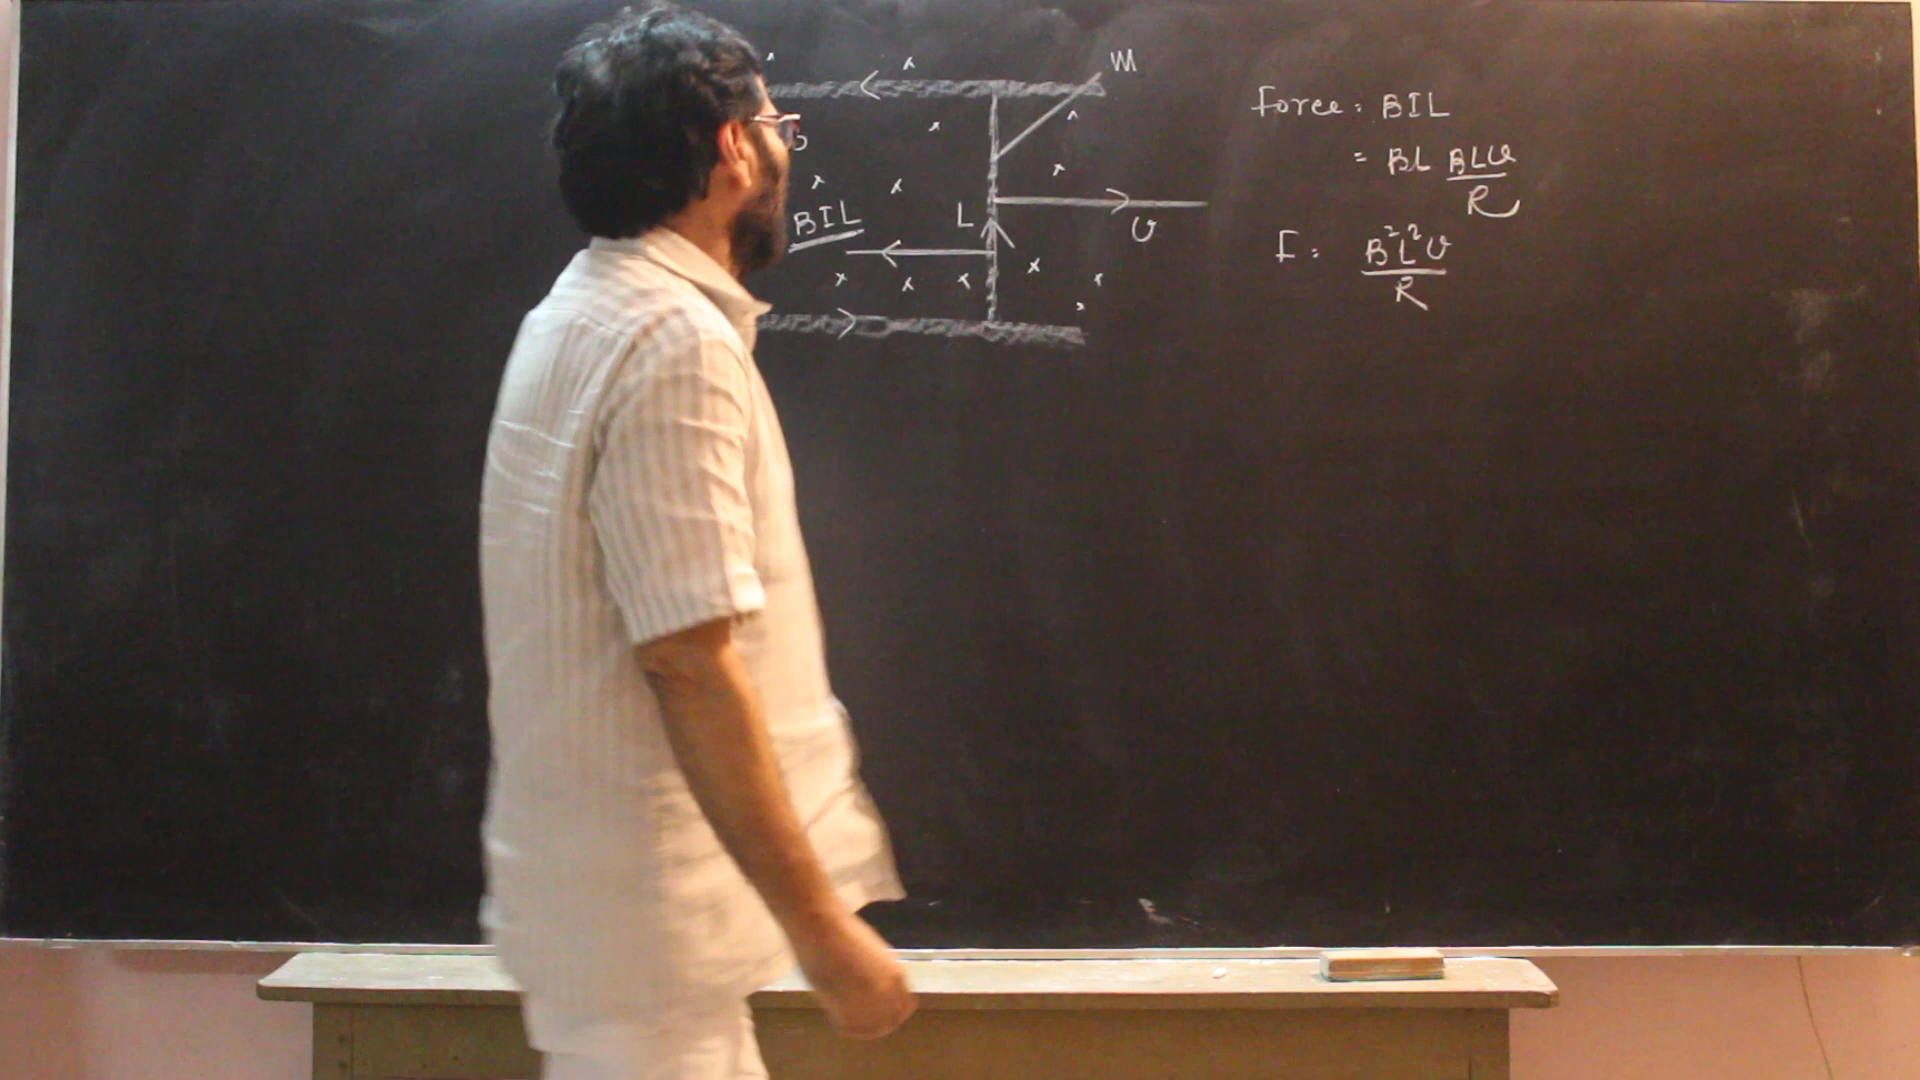 M
Force = BIL
= BL BLv/R
F = B²L²v/R
BIL
L
v